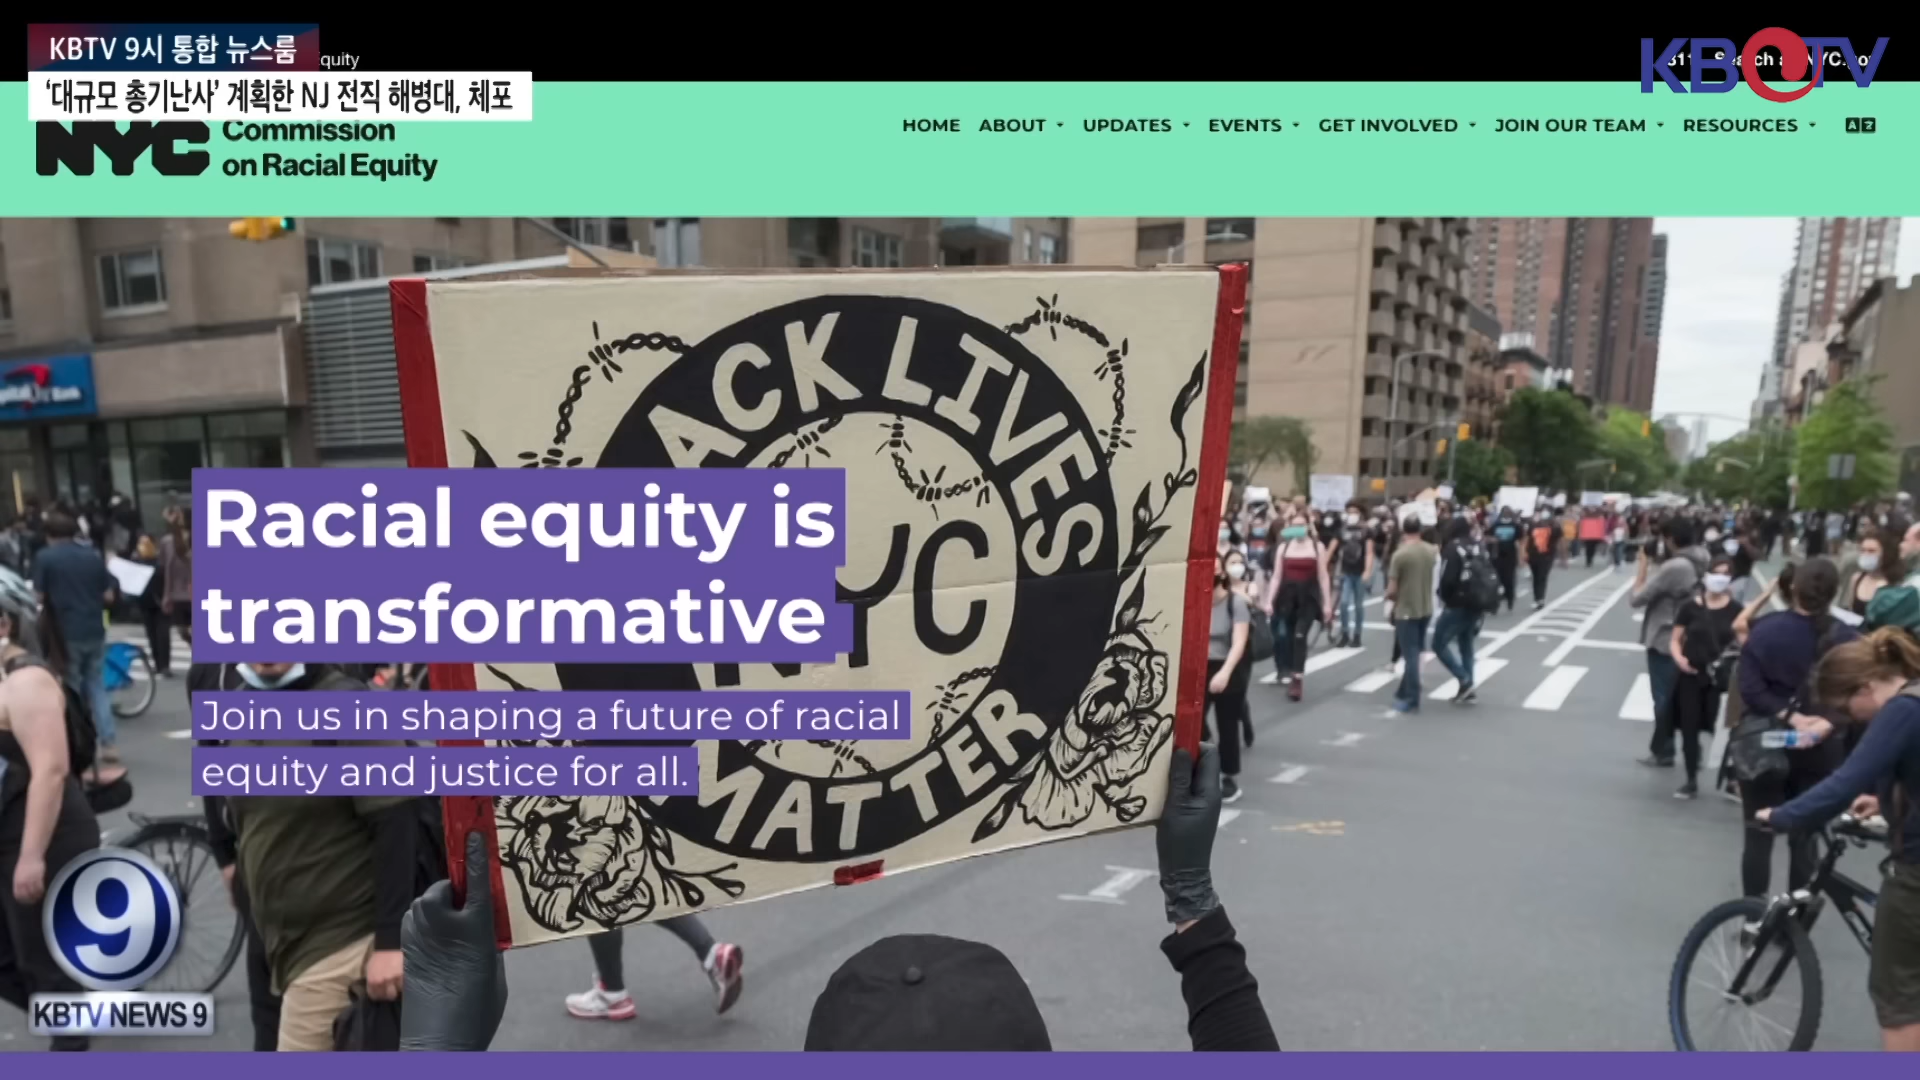 KBTV 9시 통합 뉴스룸
Equity
'대규모 총기난사' 계획한 NJ 전직 해병대, 체포
KBTV
NYC Commission
on Racial Equity
HOME ABOUT UPDATES EVENTS GET INVOLVED JOIN OUR TEAM RESOURCES
ACK LIVES
MATTER
NYC
Racial equity is
transformative
Join us in shaping a future of racial
equity and justice for all.
9
KBTV NEWS 9